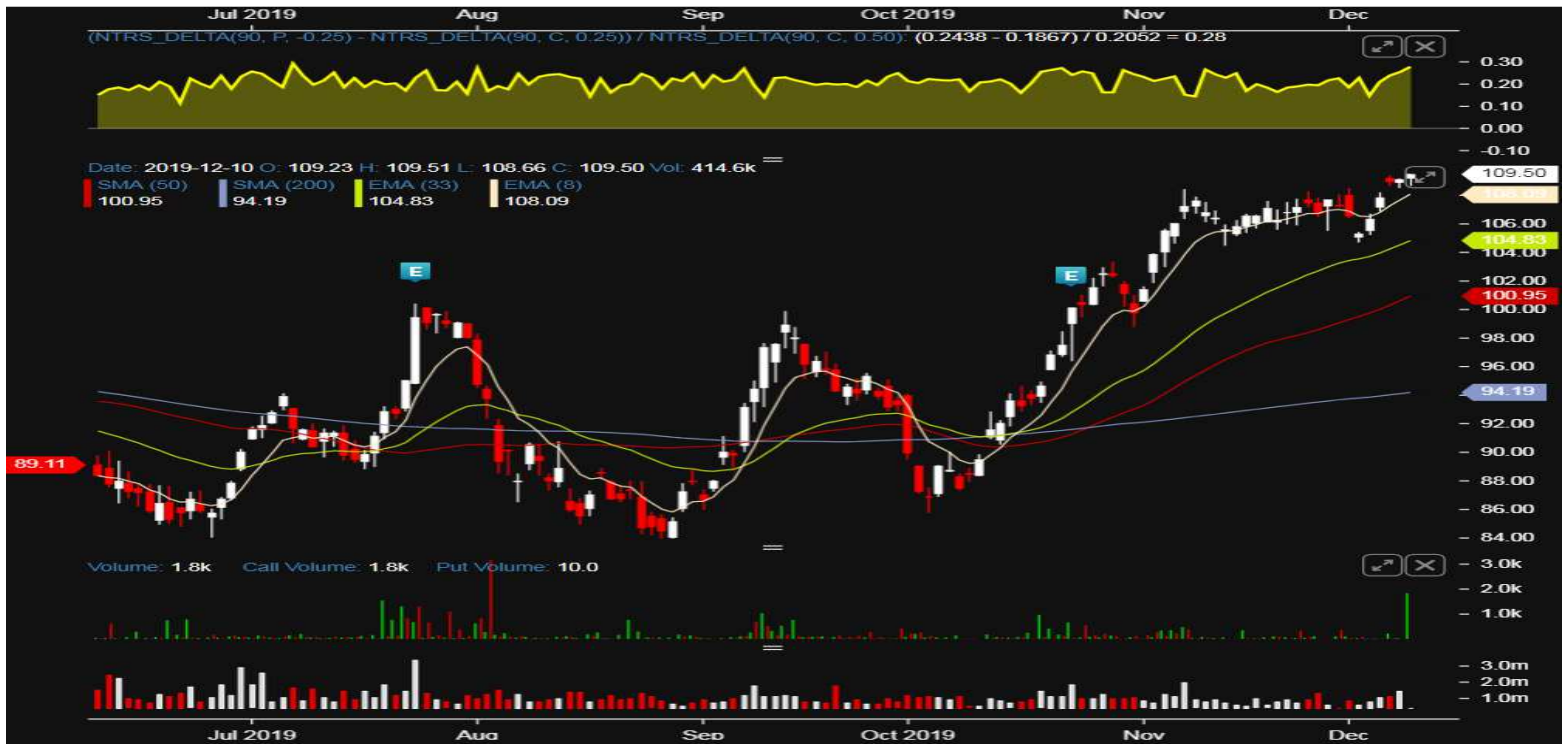 Jul 2019 Aug Sep Oct 2019 Nov Dec
(NTRS_DELTA(90, P, -0.25) - NTRS_DELTA(90, C, 0.25)) / NTRS_DELTA(90, C, 0.50): (0.2438 - 0.1867) / 0.2052 = 0.28
0.30
0.20
0.10
0.00
-0.10
Date: 2019-12-10 O: 109.23 H: 109.51 L: 108.66 C: 109.50 Vol: 414.6k
SMA (50) SMA (200) EMA (33) EMA (8)
100.95 94.19 104.83 108.09
109.50
108.09
106.00
104.83
104.00
102.00
100.95
100.00
98.00
96.00
94.19
92.00
90.00
88.00
86.00
84.00
E
E
89.11
Volume: 1.8k Call Volume: 1.8k Put Volume: 10.0
3.0k
2.0k
1.0k
3.0m
2.0m
1.0m
Jul 2019 Aug Sep Oct 2019 Nov Dec